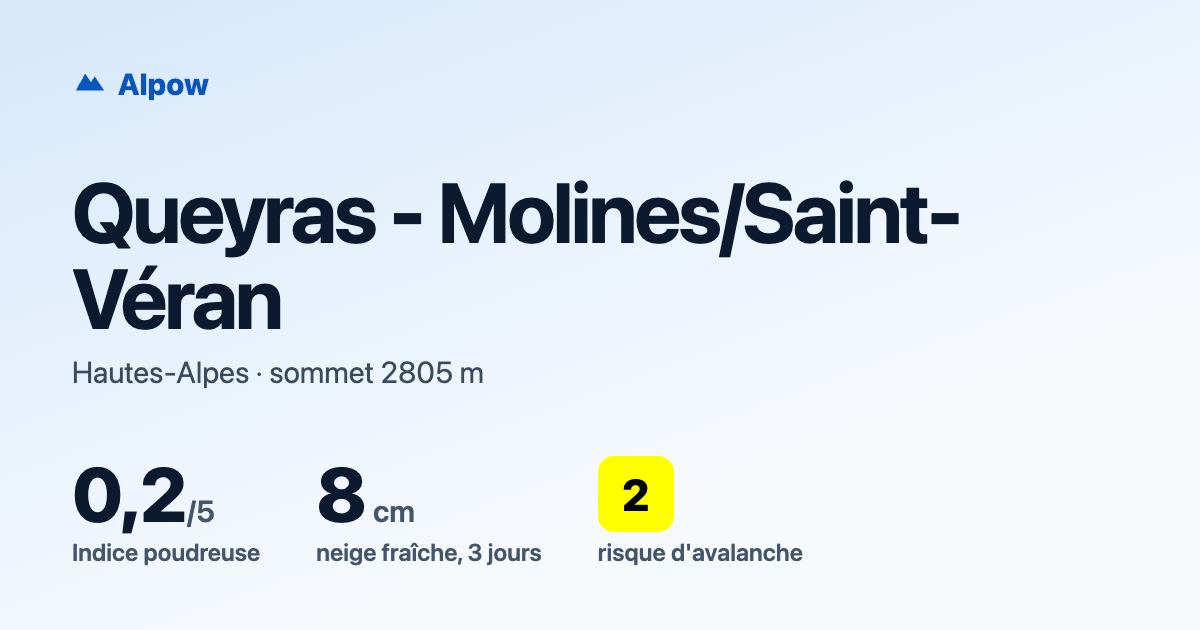 Alpow
Queyras - Molines/Saint-
Véran
Hautes-Alpes · sommet 2805 m
0,2/5
Indice poudreuse
8 cm
neige fraîche, 3 jours
2
risque d'avalanche